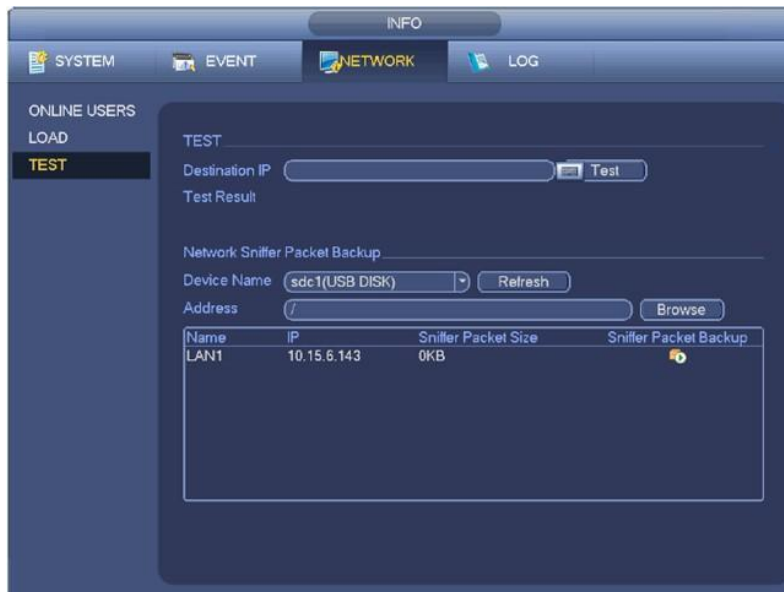 INFO
SYSTEM EVENT NETWORK LOG
ONLINE USERS
LOAD
TEST
TEST
Destination IP Test
Test Result
Network Sniffer Packet Backup
Device Name sdc1(USB DISK) Refresh
Address / Browse
Name IP Sniffer Packet Size Sniffer Packet Backup
LAN1 10.15.6.143 0KB